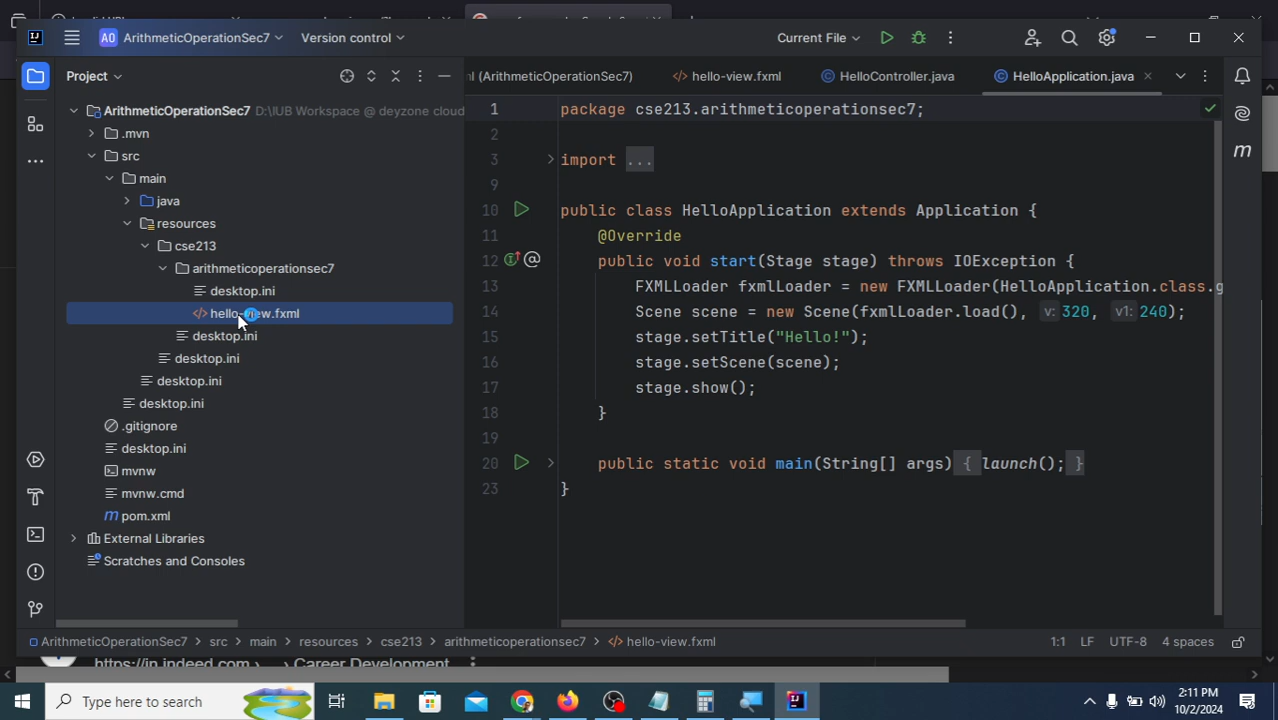 AO ArithmeticOperationSec7 Version control Current File
Project
ArithmeticOperationSec7 D:\IUB Workspace @ deyzone cloud
.mvn
src
main
java
resources
cse213
arithmeticoperationsec7
desktop.ini
hello-view.fxml
desktop.ini
desktop.ini
desktop.ini
desktop.ini
.gitignore
desktop.ini
mvnw
mvnw.cmd
pom.xml
External Libraries
Scratches and Consoles
ml (ArithmeticOperationSec7) hello-view.fxml HelloController.java HelloApplication.java
1 package cse213.arithmeticoperationsec7;
2
3 import ...
9
10 public class HelloApplication extends Application {
11 @Override
12 public void start(Stage stage) throws IOException {
13 FXMLLoader fxmlLoader = new FXMLLoader(HelloApplication.class.g
14 Scene scene = new Scene(fxmlLoader.load(), v: 320, v1: 240);
15 stage.setTitle("Hello!");
16 stage.setScene(scene);
17 stage.show();
18 }
19
20 public static void main(String[] args) { launch(); }
23 }
ArithmeticOperationSec7 > src > main > resources > cse213 > arithmeticoperationsec7 > hello-view.fxml 1:1 LF UTF-8 4 spaces
https://in.indeed.com › ... › Career Development
Type here to search
2:11 PM
10/2/2024